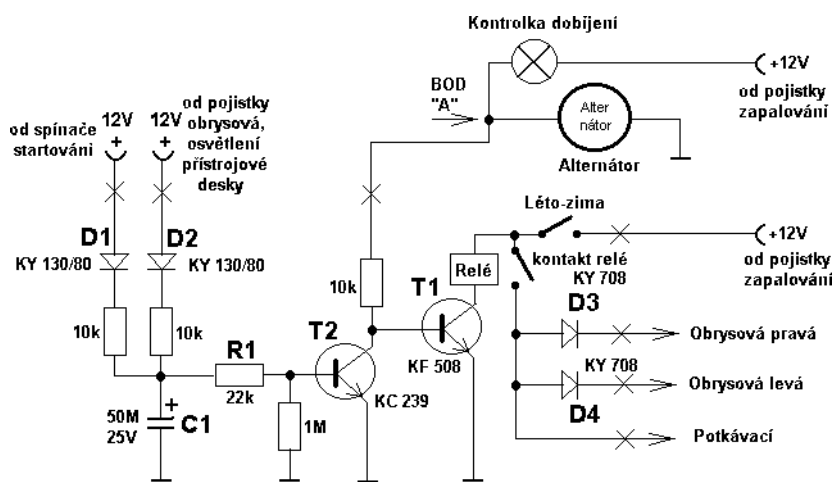 Kontrolka dobíjení
+12V
od pojistky
zapalování
BOD
"A"
Alter
nátor
Alternátor
od spínače
startování
12V
+
12V
+
od pojistky
obrysová,
osvětlení
přístrojové
desky
D1
KY 130/80
D2
KY 130/80
10k
10k
R1
22k
50M
25V
+
C1
1M
T2
KC 239
10k
T1
KF 508
Relé
Léto-zima
+12V
od pojistky
zapalování
kontakt relé
KY 708
D3
Obrysová pravá
KY 708
D4
Obrysová levá
Potkávací